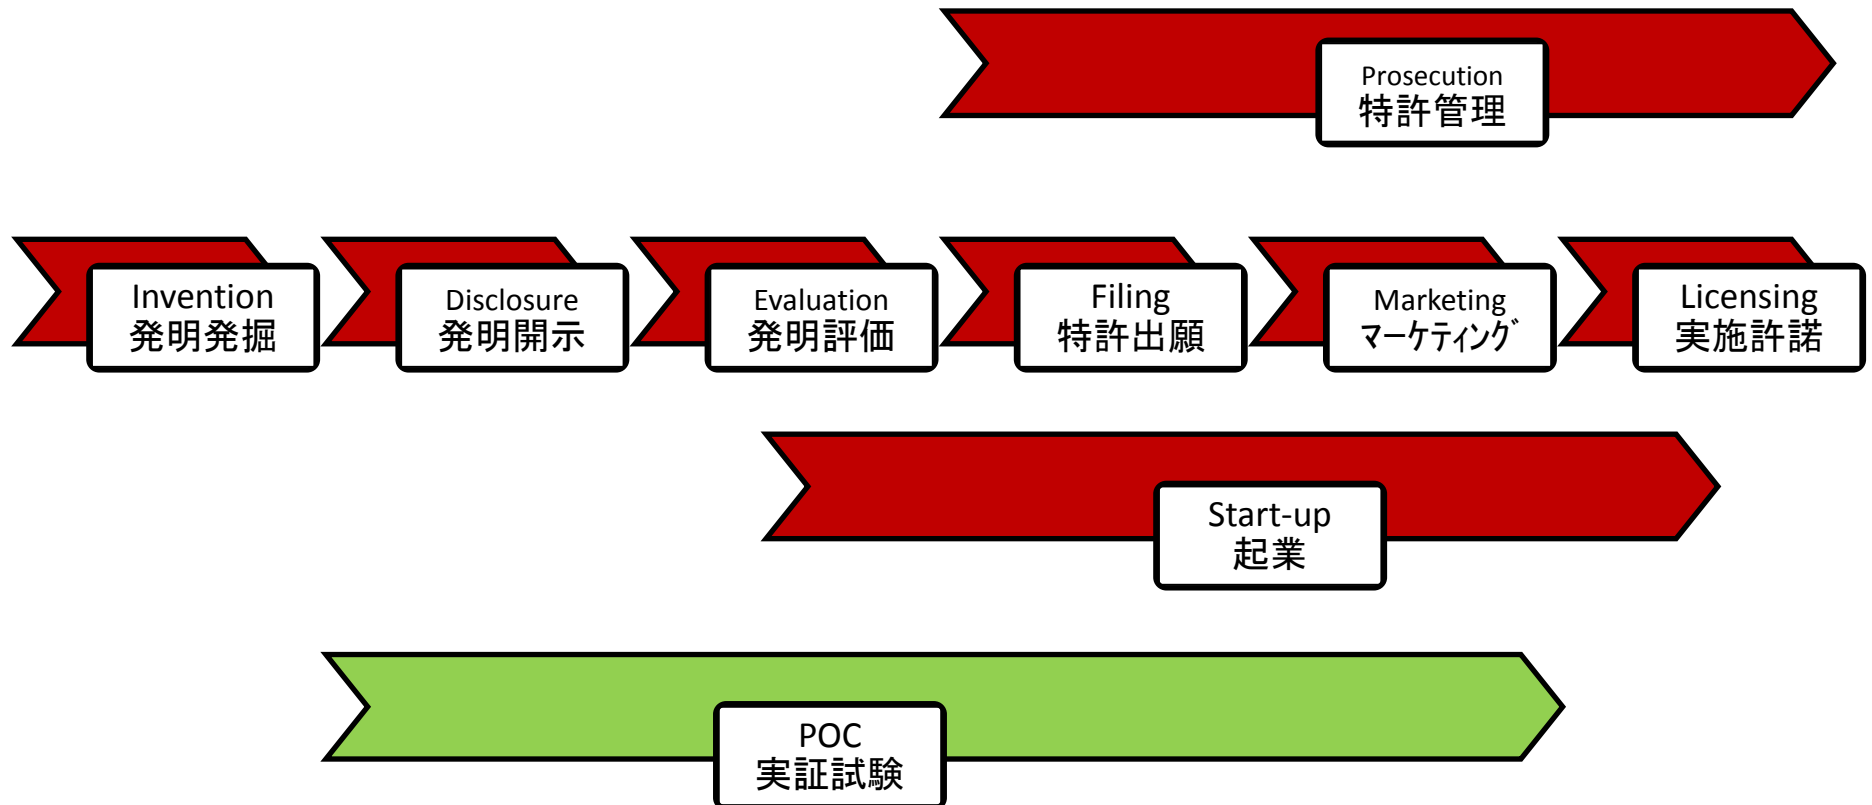 Prosecution
特許管理
Invention
発明発掘
Disclosure
発明開示
Evaluation
発明評価
Filing
特許出願
Marketing
ﾏｰｹﾃｨﾝｸﾞ
Licensing
実施許諾
Start-up
起業
POC
実証試験